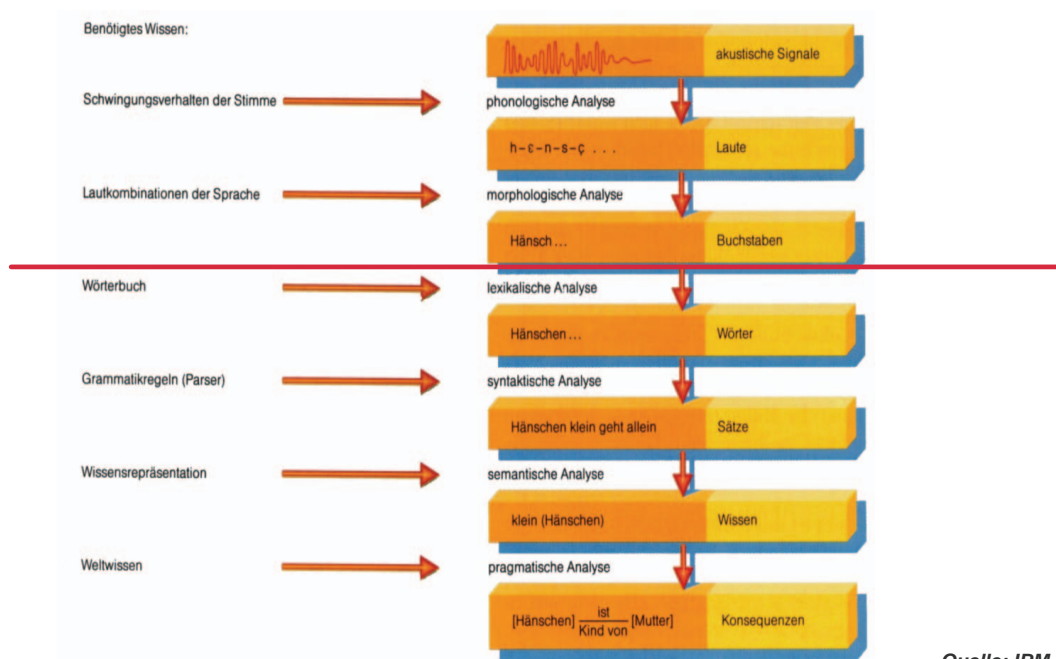 Benötigtes Wissen:
akustische Signale
Schwingungsverhalten der Stimme
phonologische Analyse
h – ɛ – n – s – ç . . .
Laute
Lautkombinationen der Sprache
morphologische Analyse
Hänsch ...
Buchstaben
Wörterbuch
lexikalische Analyse
Hänschen ...
Wörter
Grammatikregeln (Parser)
syntaktische Analyse
Hänschen klein geht allein
Sätze
Wissensrepräsentation
semantische Analyse
klein (Hänschen)
Wissen
Weltwissen
pragmatische Analyse
ist
[Hänschen] Kind von [Mutter]
Konsequenzen
Quelle: IBM